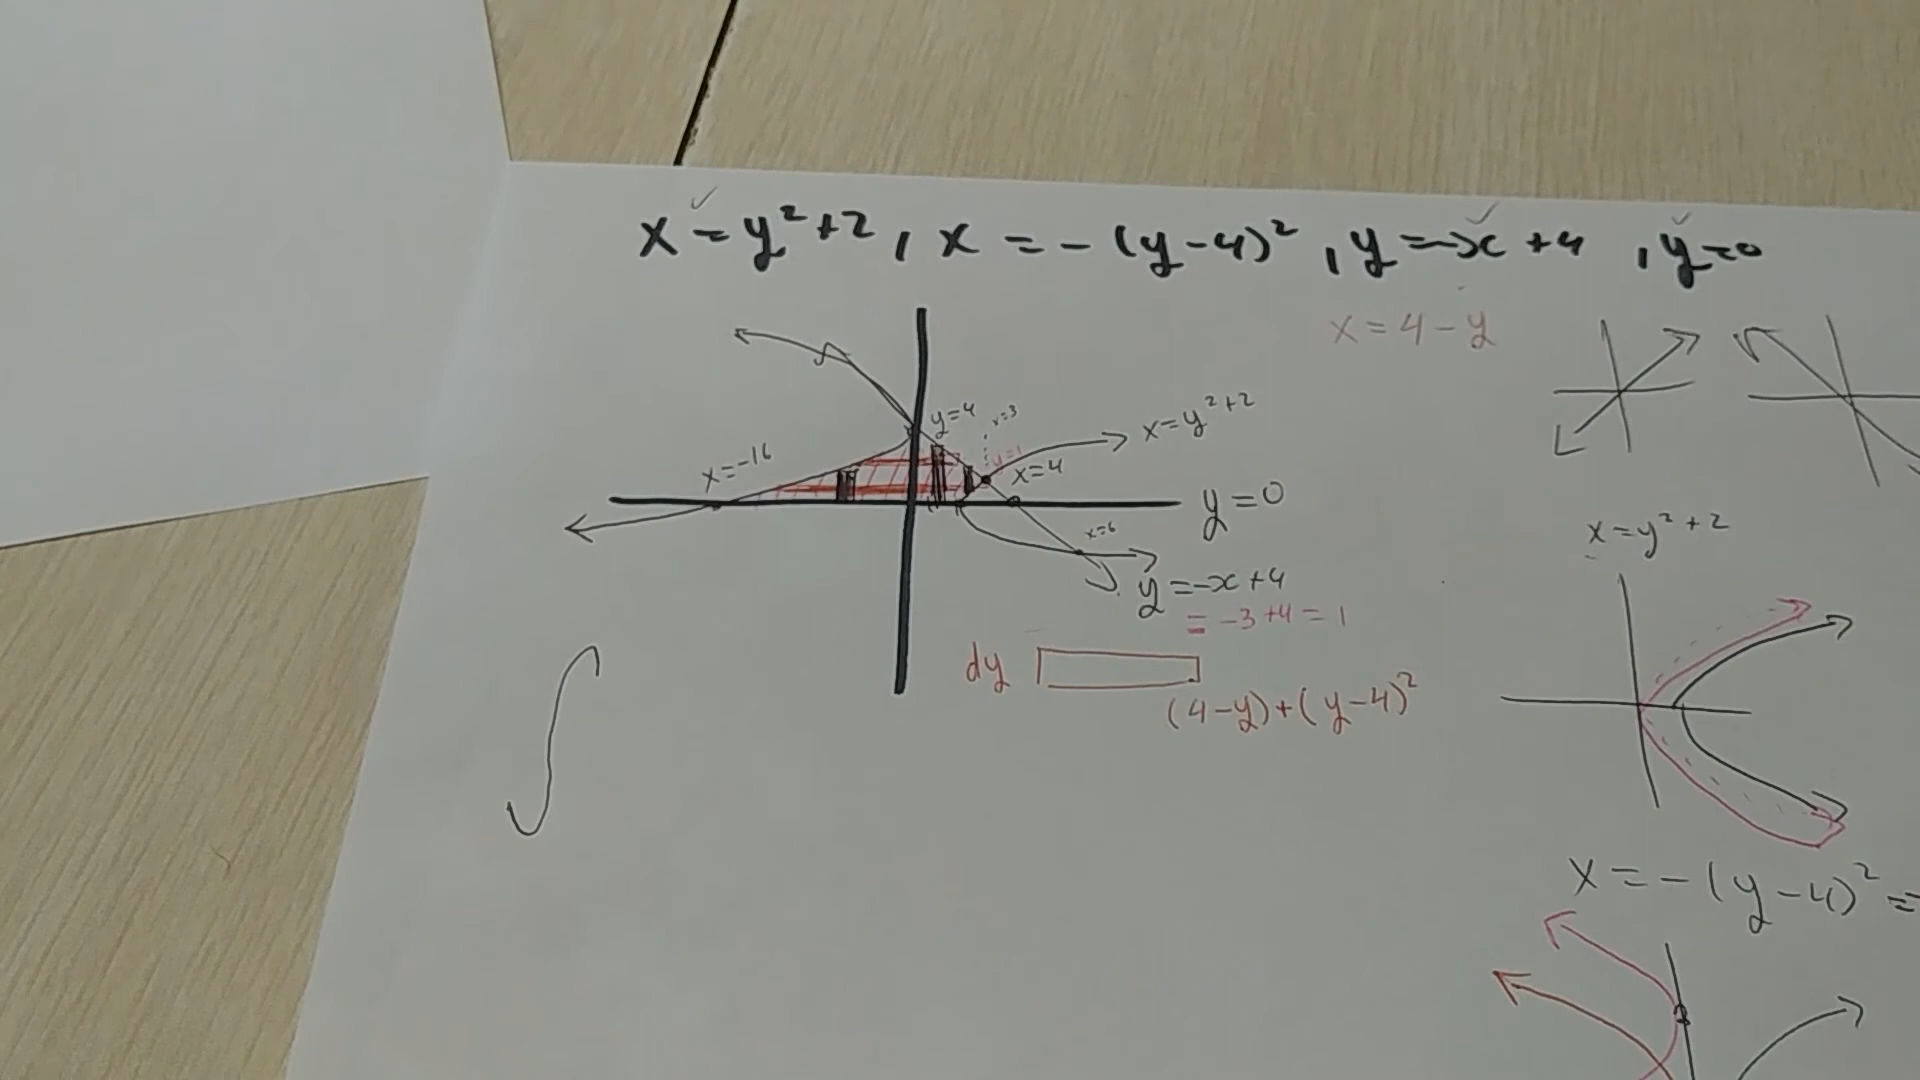 x = y² + 2 , x = -(y-4)² , y = -x + 4 , y = 0
x = 4 - y
y = 4
x=3
x = y² + 2
y=1
x = -16
x = 4
y = 0
x=6
x = y² + 2
y = -x + 4
= -3 + 4 = 1
dy
(4-y)+(y-4)²
∫
x = -(y-4)² =